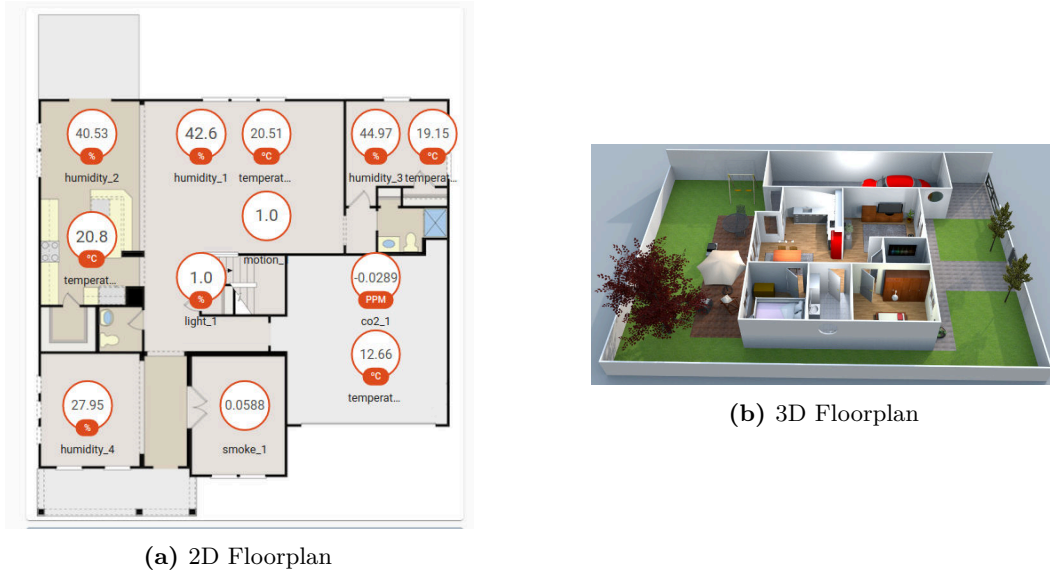 40.53
%
humidity_2
42.6
%
humidity_1
20.51
°C
temperat...
44.97
%
humidity_3
19.15
°C
temperat...
1.0
motion_
20.8
°C
temperat...
1.0
%
light_1
-0.0289
PPM
co2_1
12.66
°C
temperat...
27.95
%
humidity_4
0.0588
smoke_1
(a) 2D Floorplan
(b) 3D Floorplan